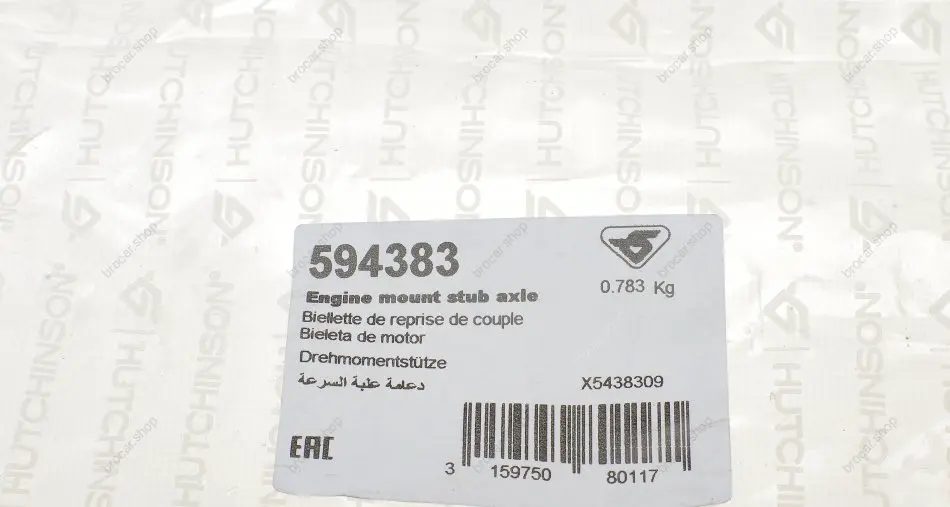 594383
0.783 Kg
Engine mount stub axle
Biellette de reprise de couple
Bieleta de motor
Drehmomentstütze
دعامة علبة السرعة
X5438309
EAC
3 159750 80117
HUTCHINSON®
brocar.shop